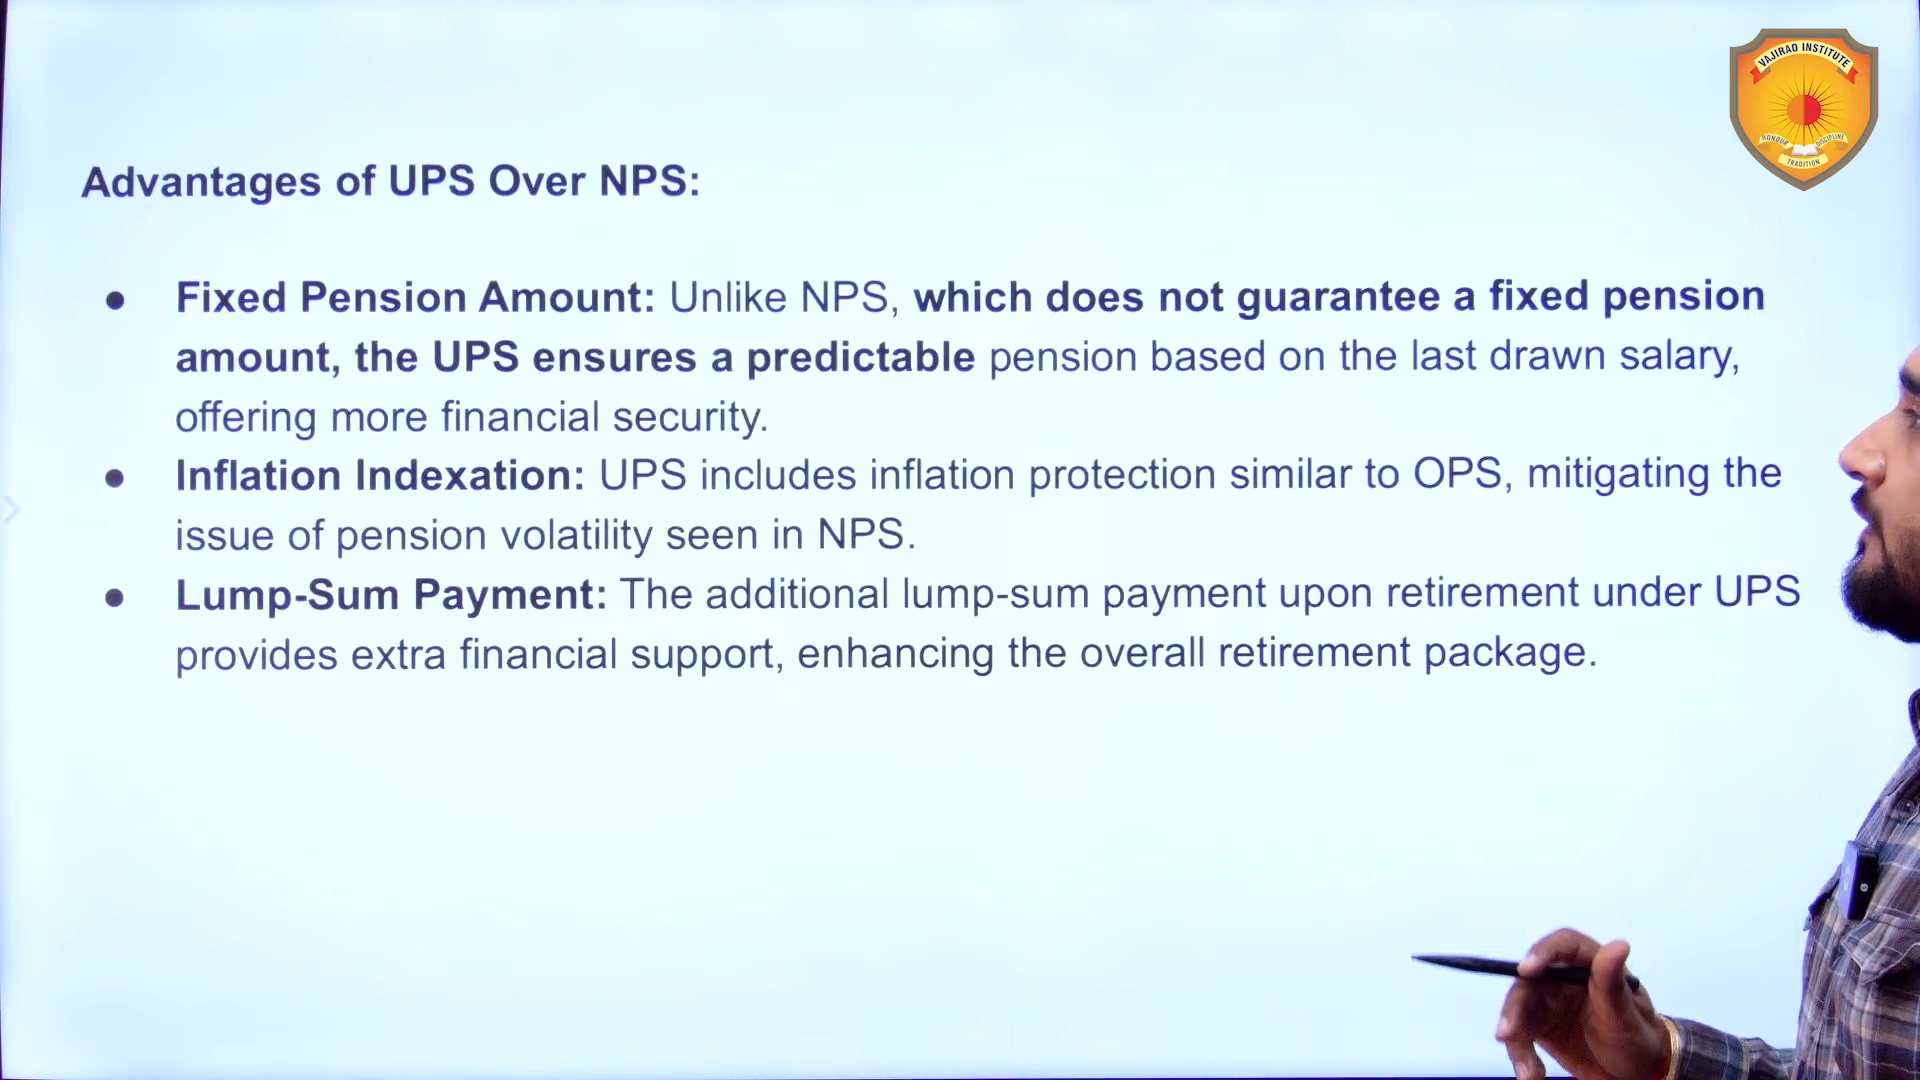 VAJIRAO INSTITUTE
HONOUR
DISCIPLINE
TRADITION
Advantages of UPS Over NPS:
● Fixed Pension Amount: Unlike NPS, which does not guarantee a fixed pension
amount, the UPS ensures a predictable pension based on the last drawn salary,
offering more financial security.
● Inflation Indexation: UPS includes inflation protection similar to OPS, mitigating the
issue of pension volatility seen in NPS.
● Lump-Sum Payment: The additional lump-sum payment upon retirement under UPS
provides extra financial support, enhancing the overall retirement package.